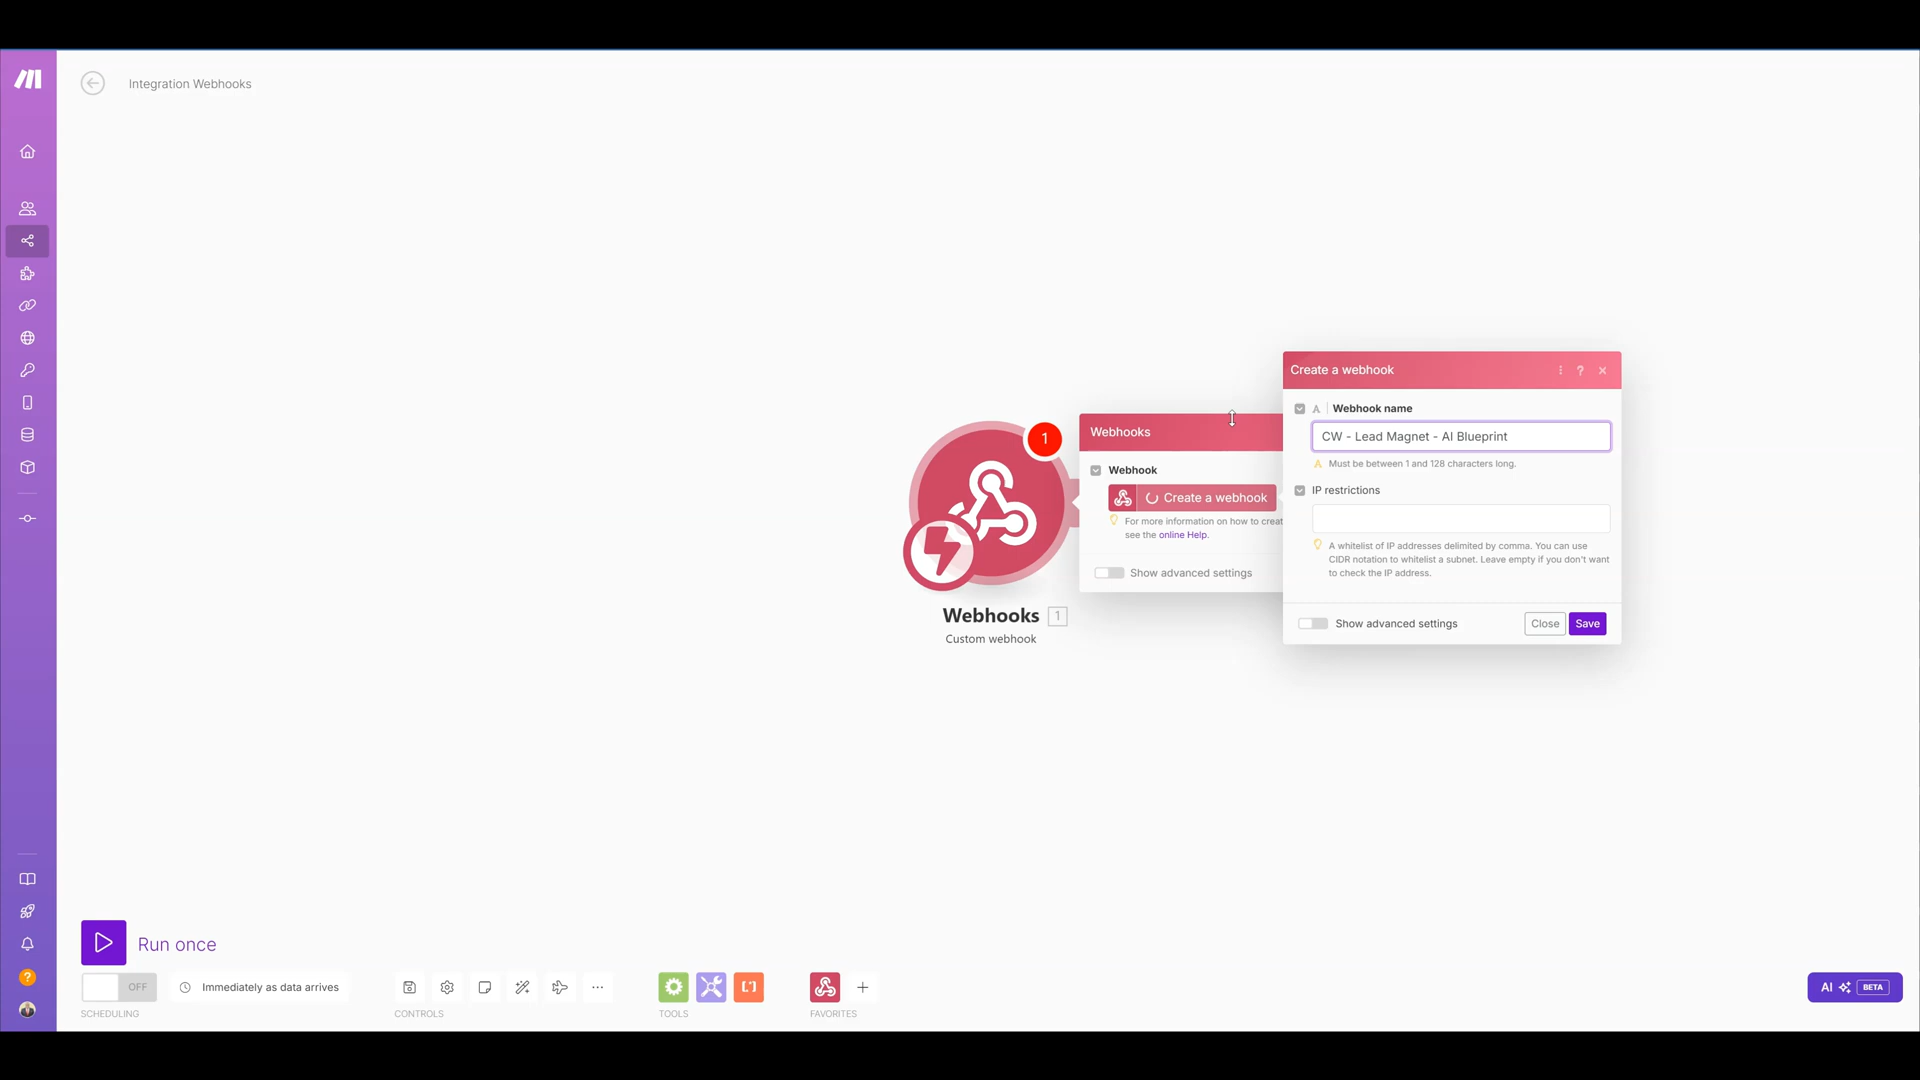 Integration Webhooks
Create a webhook
?
A
Webhook name
CW - Lead Magnet - AI Blueprint
Must be between 1 and 128 characters long.
IP restrictions
A whitelist of IP addresses delimited by comma. You can use
CIDR notation to whitelist a subnet. Leave empty if you don't want
to check the IP address.
Show advanced settings
Close
Save
1
Webhooks
Webhook
Create a webhook
For more information on how to creat
see the online Help.
Show advanced settings
Webhooks 1
Custom webhook
Run once
OFF
Immediately as data arrives
SCHEDULING
CONTROLS
TOOLS
FAVORITES
?
AI BETA